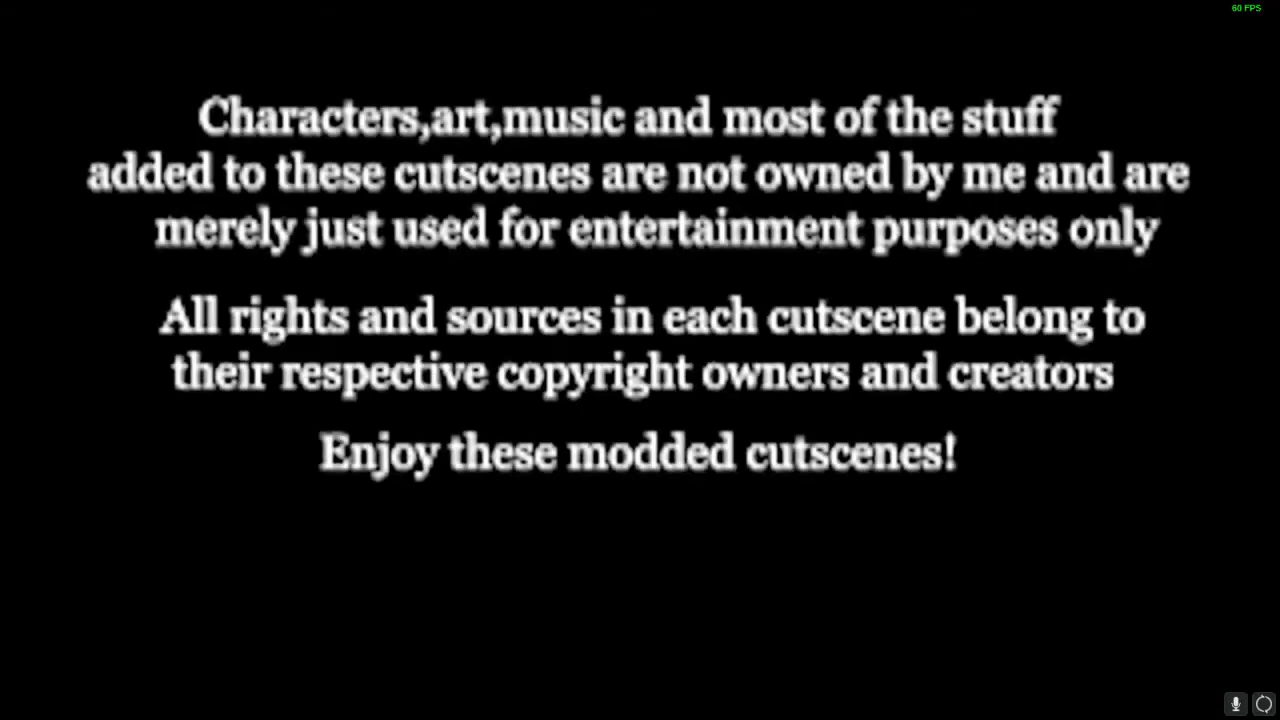 60 FPS
Characters,art,music and most of the stuff
added to these cutscenes are not owned by me and are
merely just used for entertainment purposes only
All rights and sources in each cutscene belong to
their respective copyright owners and creators
Enjoy these modded cutscenes!